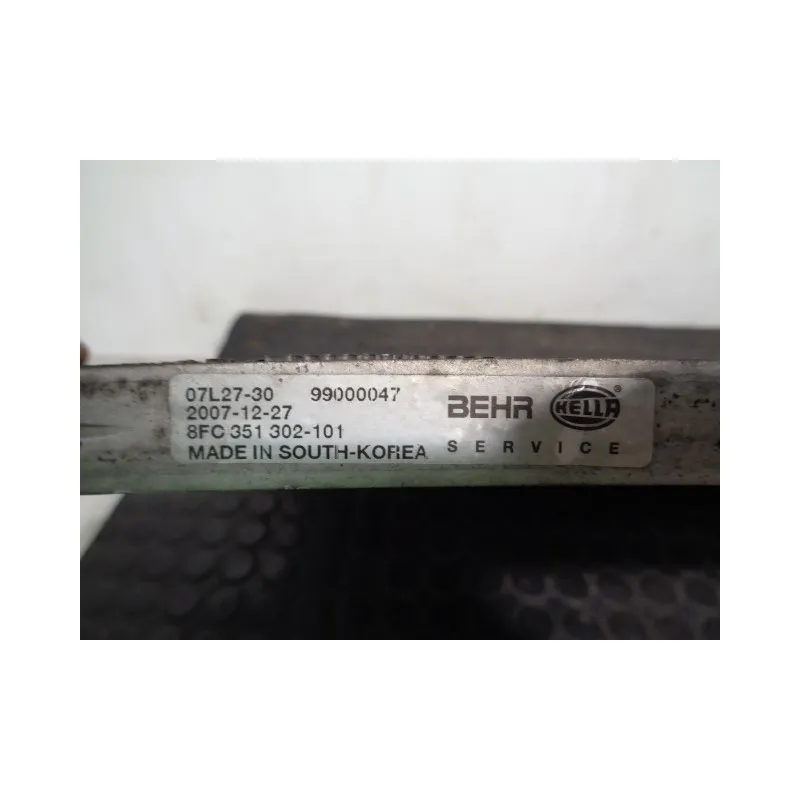 07L27-30 99000047
2007-12-27
8FC 351 302-101
MADE IN SOUTH-KOREA
BEHR HELLA®
SERVICE